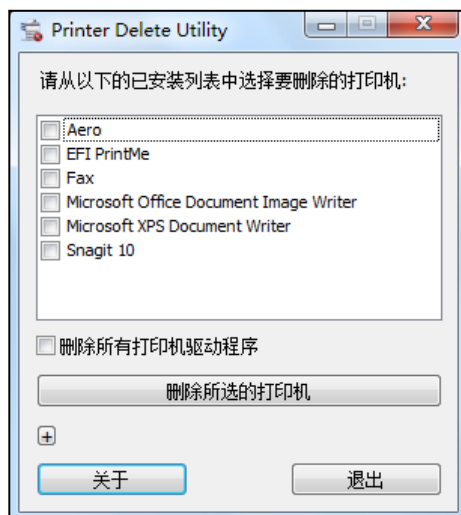 Printer Delete Utility
请从以下的已安装列表中选择要删除的打印机:
Aero
EFI PrintMe
Fax
Microsoft Office Document Image Writer
Microsoft XPS Document Writer
Snagit 10
删除所有打印机驱动程序
删除所选的打印机
关于
退出